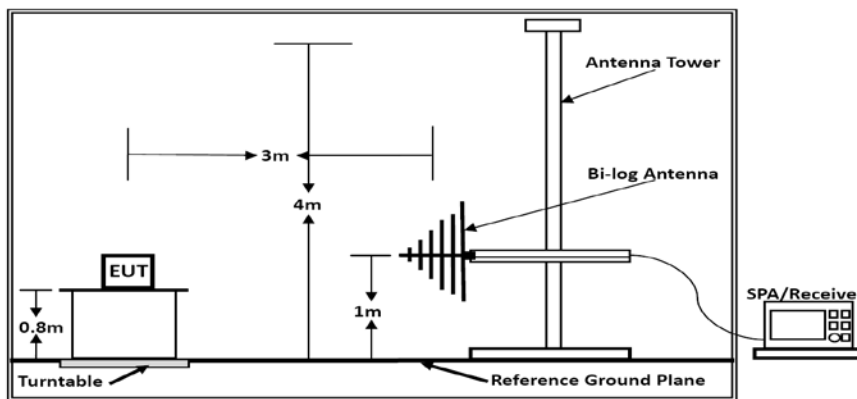 Antenna Tower
3m
Bi-log Antenna
4m
EUT
SPA/Receive
0.8m
1m
Turntable
Reference Ground Plane